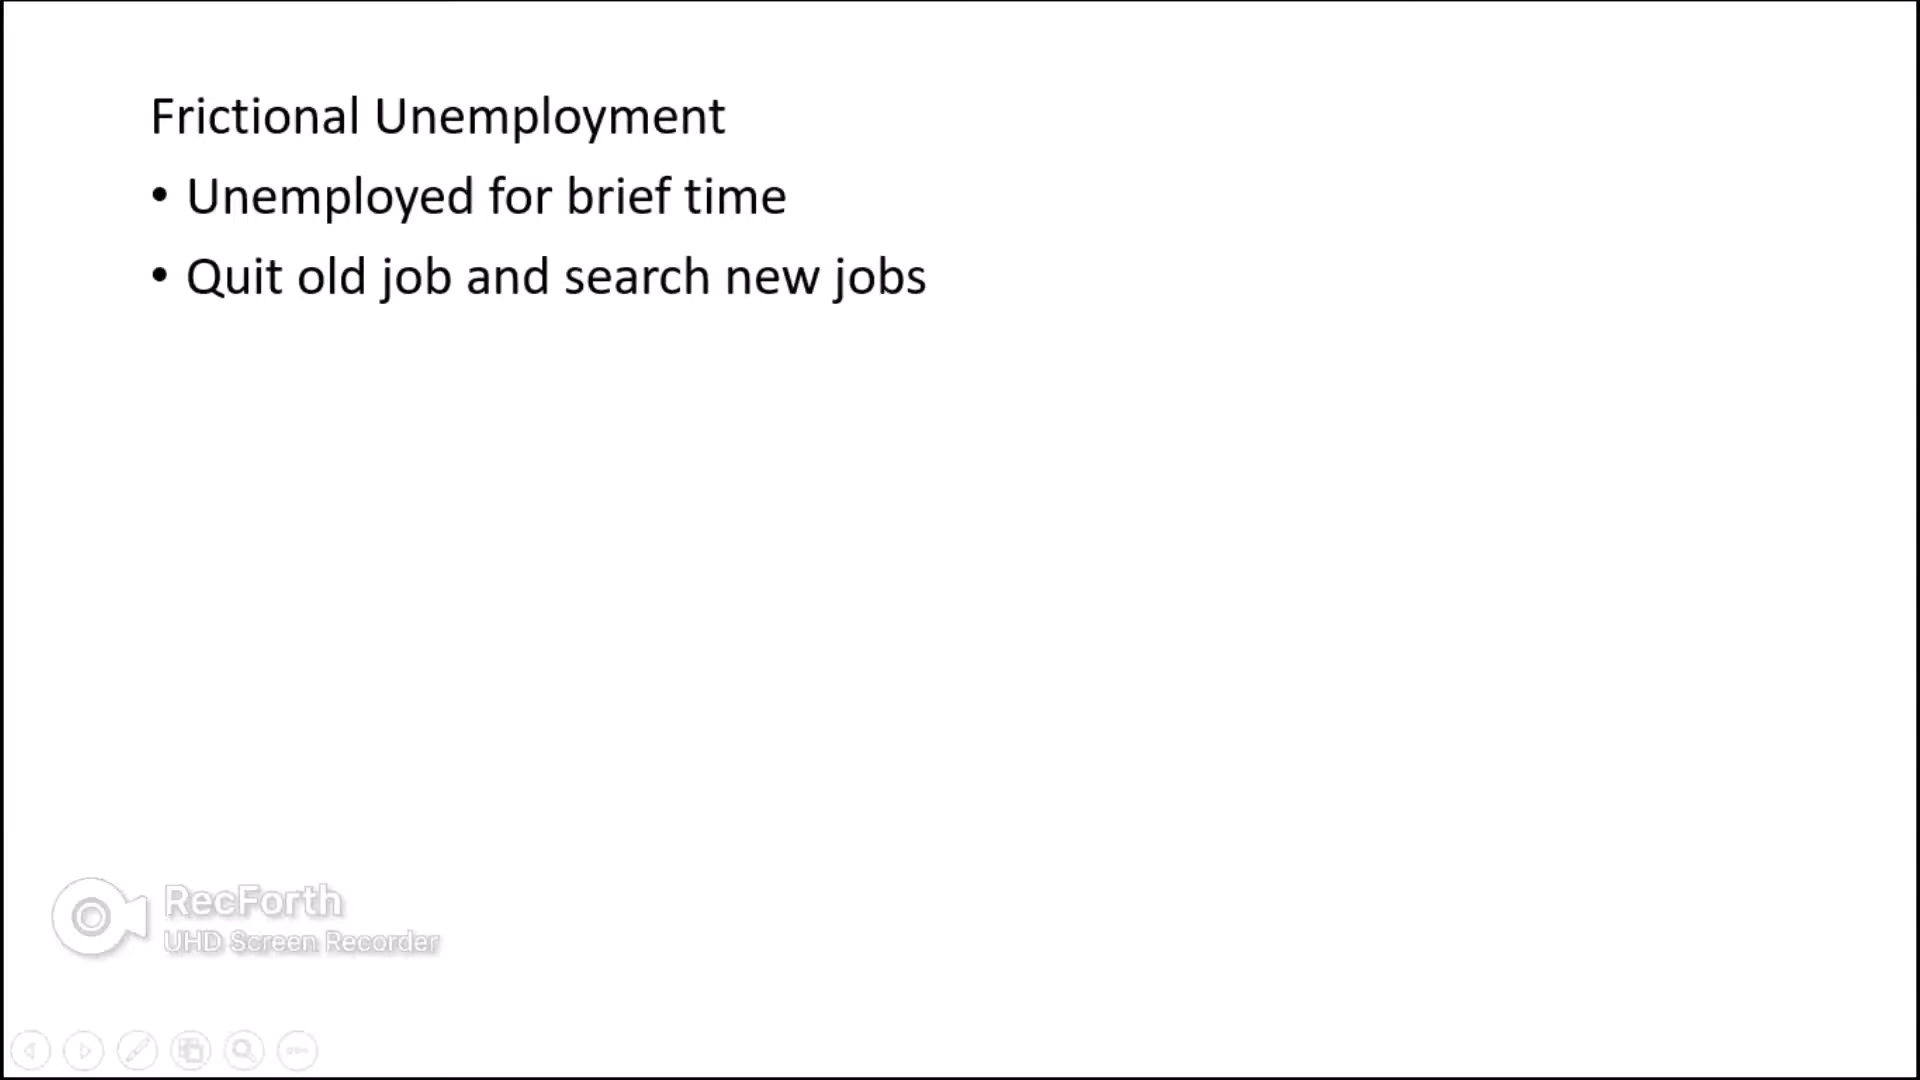 Frictional Unemployment
• Unemployed for brief time
• Quit old job and search new jobs
RecForth
UHD Screen Recorder